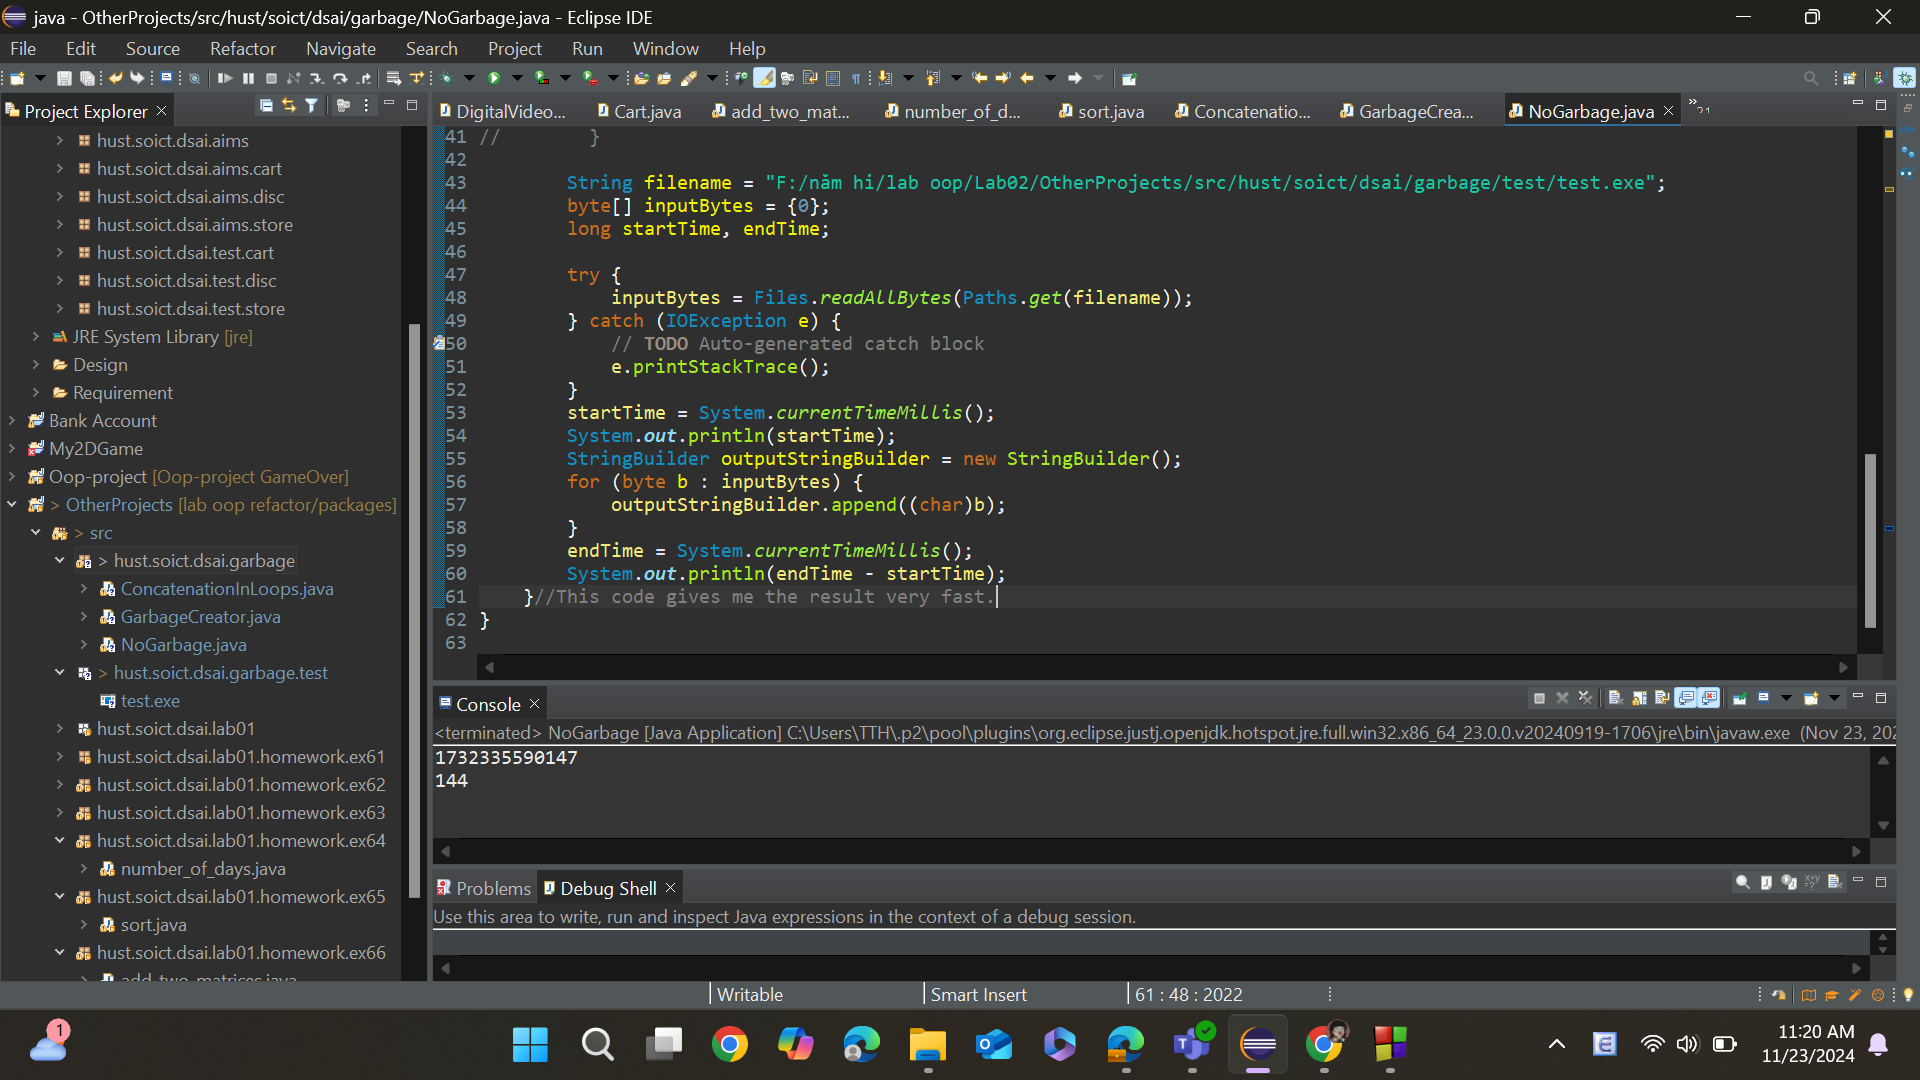 java - OtherProjects/src/hust/soict/dsai/garbage/NoGarbage.java - Eclipse IDE
File Edit Source Refactor Navigate Search Project Run Window Help
Project Explorer
DigitalVideo... Cart.java add_two_mat... number_of_d... sort.java Concatenatio... GarbageCrea... NoGarbage.java »21
hust.soict.dsai.aims
hust.soict.dsai.aims.cart
hust.soict.dsai.aims.disc
hust.soict.dsai.aims.store
hust.soict.dsai.test.cart
hust.soict.dsai.test.disc
hust.soict.dsai.test.store
JRE System Library [jre]
Design
Requirement
Bank Account
My2DGame
Oop-project [Oop-project GameOver]
> OtherProjects [lab oop refactor/packages]
> src
> hust.soict.dsai.garbage
ConcatenationInLoops.java
GarbageCreator.java
NoGarbage.java
> hust.soict.dsai.garbage.test
test.exe
hust.soict.dsai.lab01
hust.soict.dsai.lab01.homework.ex61
hust.soict.dsai.lab01.homework.ex62
hust.soict.dsai.lab01.homework.ex63
hust.soict.dsai.lab01.homework.ex64
number_of_days.java
hust.soict.dsai.lab01.homework.ex65
sort.java
hust.soict.dsai.lab01.homework.ex66
add_two_matrices.java
41 // }
42
43 String filename = "F:/năm hi/lab oop/Lab02/OtherProjects/src/hust/soict/dsai/garbage/test/test.exe";
44 byte[] inputBytes = {0};
45 long startTime, endTime;
46
47 try {
48 inputBytes = Files.readAllBytes(Paths.get(filename));
49 } catch (IOException e) {
50 // TODO Auto-generated catch block
51 e.printStackTrace();
52 }
53 startTime = System.currentTimeMillis();
54 System.out.println(startTime);
55 StringBuilder outputStringBuilder = new StringBuilder();
56 for (byte b : inputBytes) {
57 outputStringBuilder.append((char)b);
58 }
59 endTime = System.currentTimeMillis();
60 System.out.println(endTime - startTime);
61 }//This code gives me the result very fast.
62 }
63
Console
<terminated> NoGarbage [Java Application] C:\Users\TTH\.p2\pool\plugins\org.eclipse.justj.openjdk.hotspot.jre.full.win32.x86_64_23.0.0.v20240919-1706\jre\bin\javaw.exe (Nov 23, 202
1732335590147
144
Problems Debug Shell
Use this area to write, run and inspect Java expressions in the context of a debug session.
Writable Smart Insert 61 : 48 : 2022
1
11:20 AM
11/23/2024